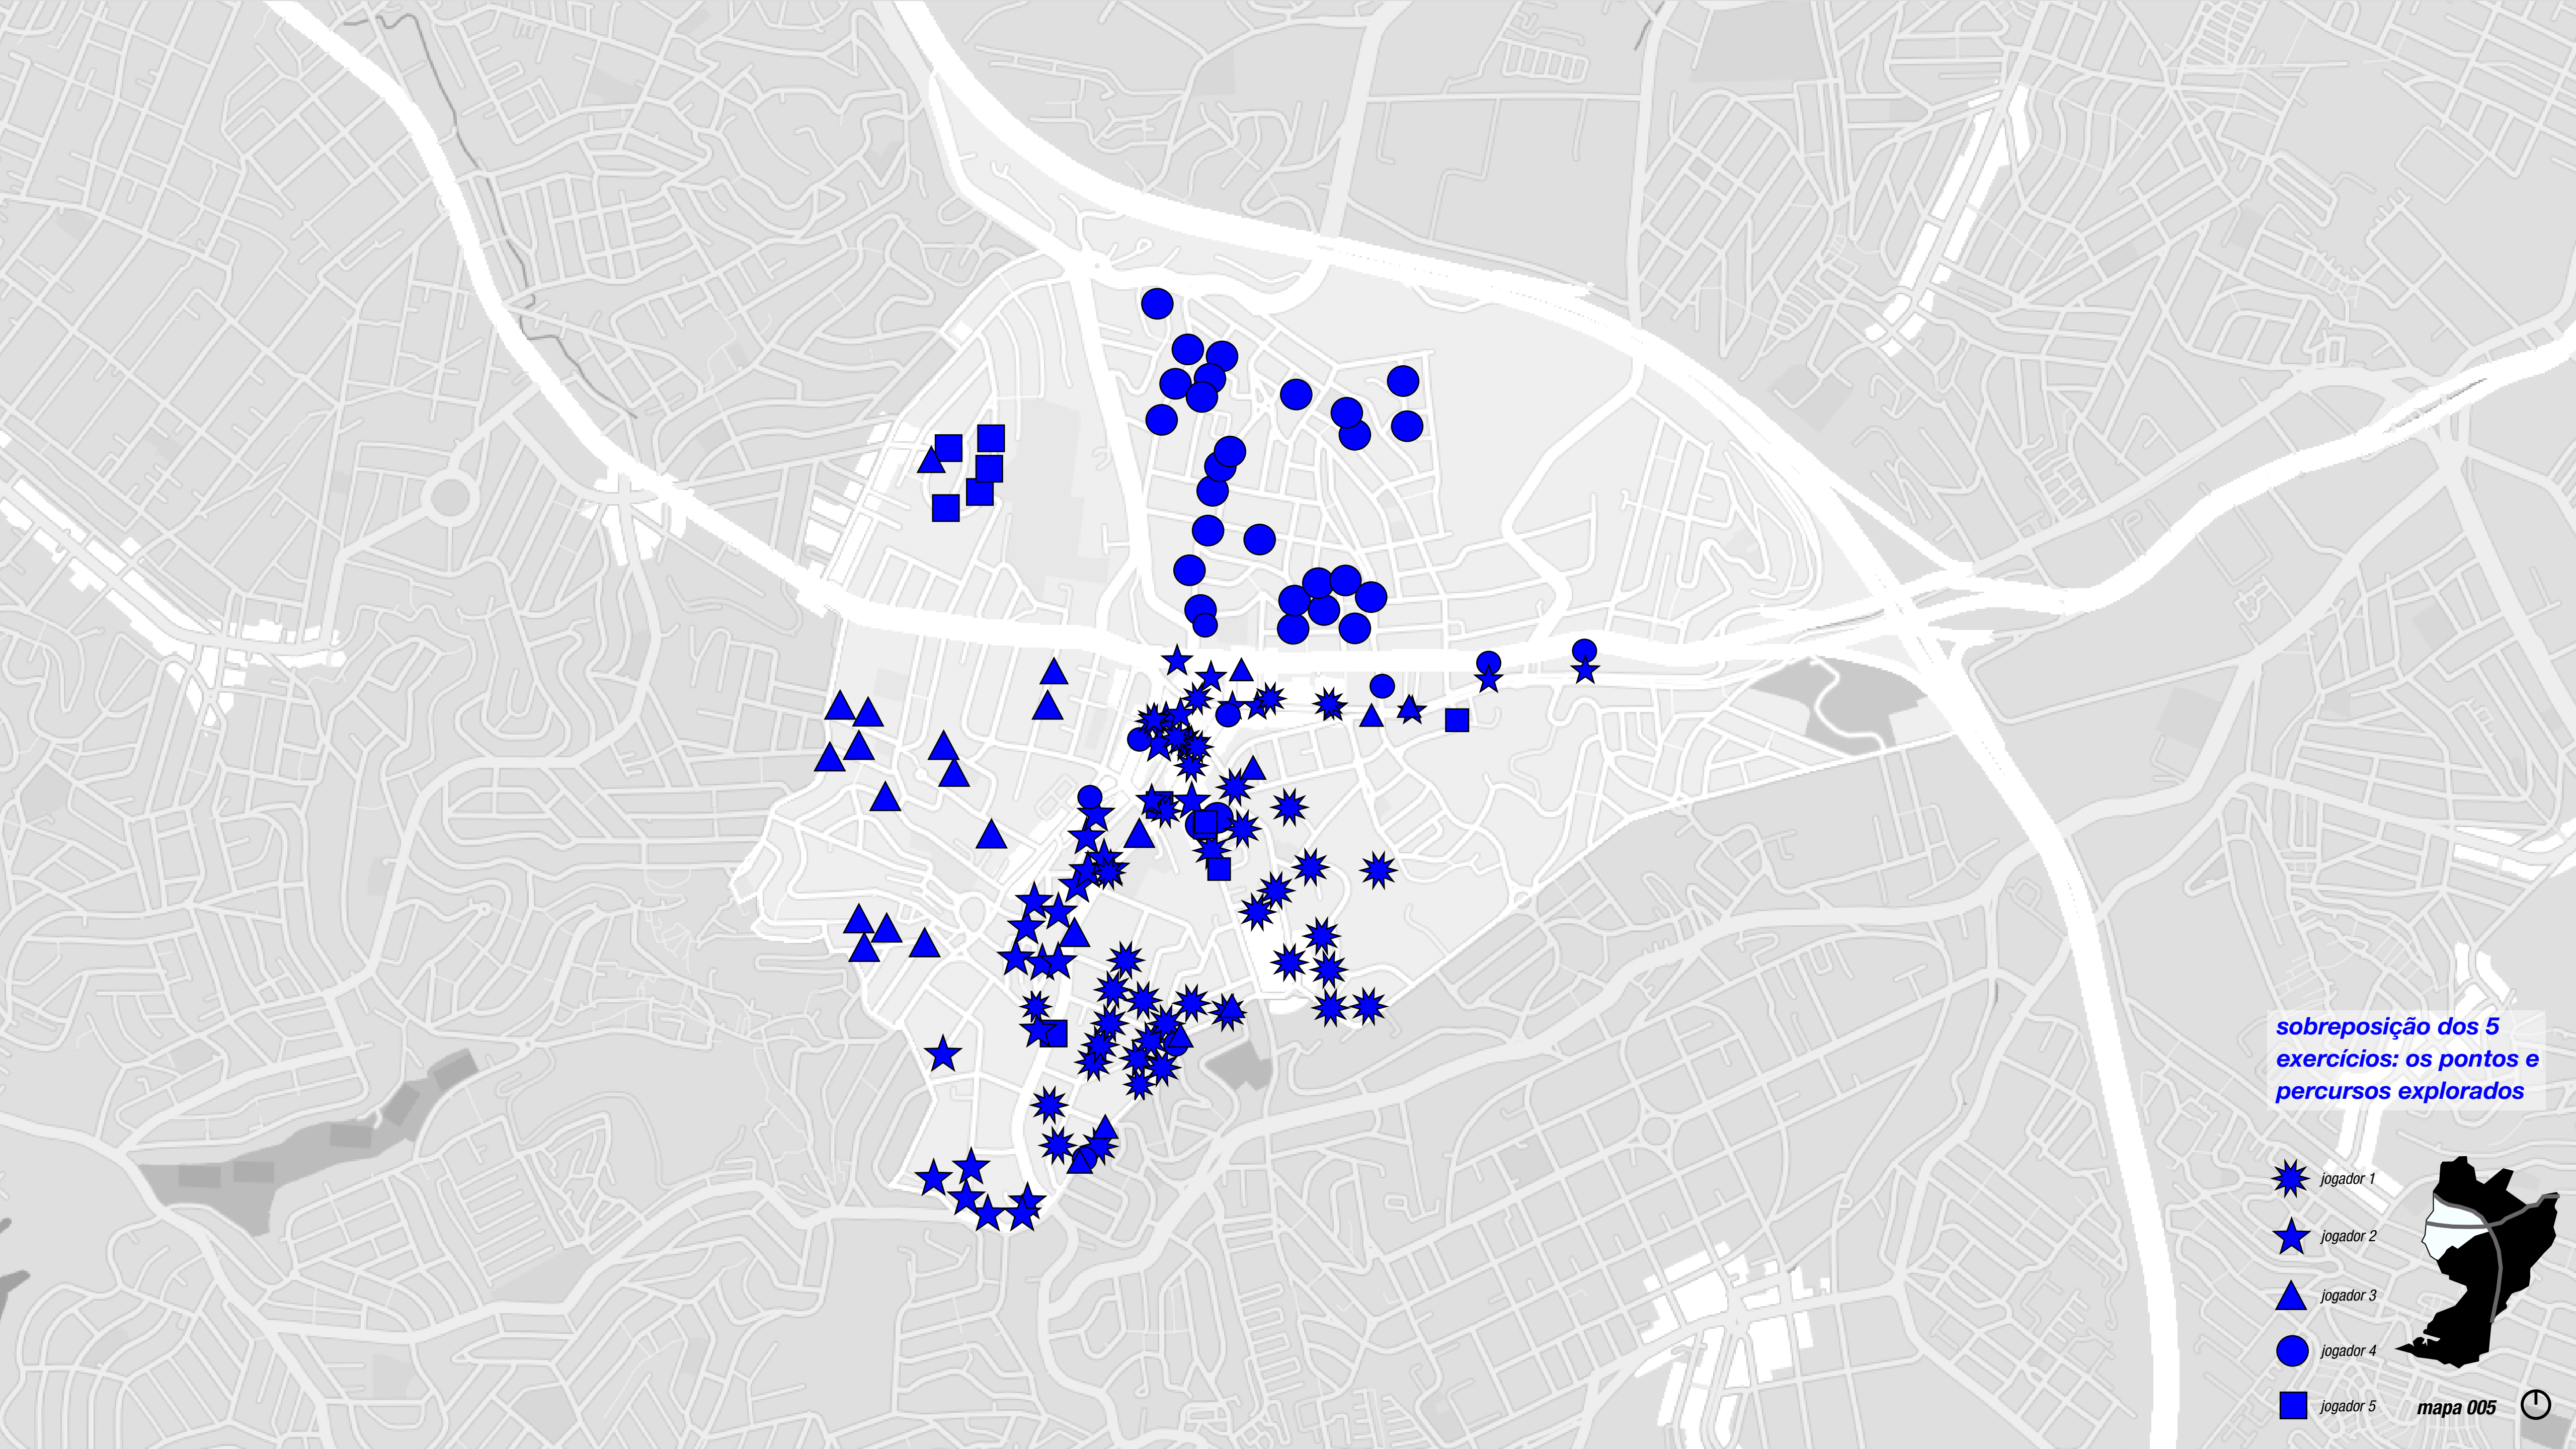 sobreposição dos 5
exercícios: os pontos e
percursos explorados
jogador 1
jogador 2
jogador 3
jogador 4
jogador 5
mapa 005